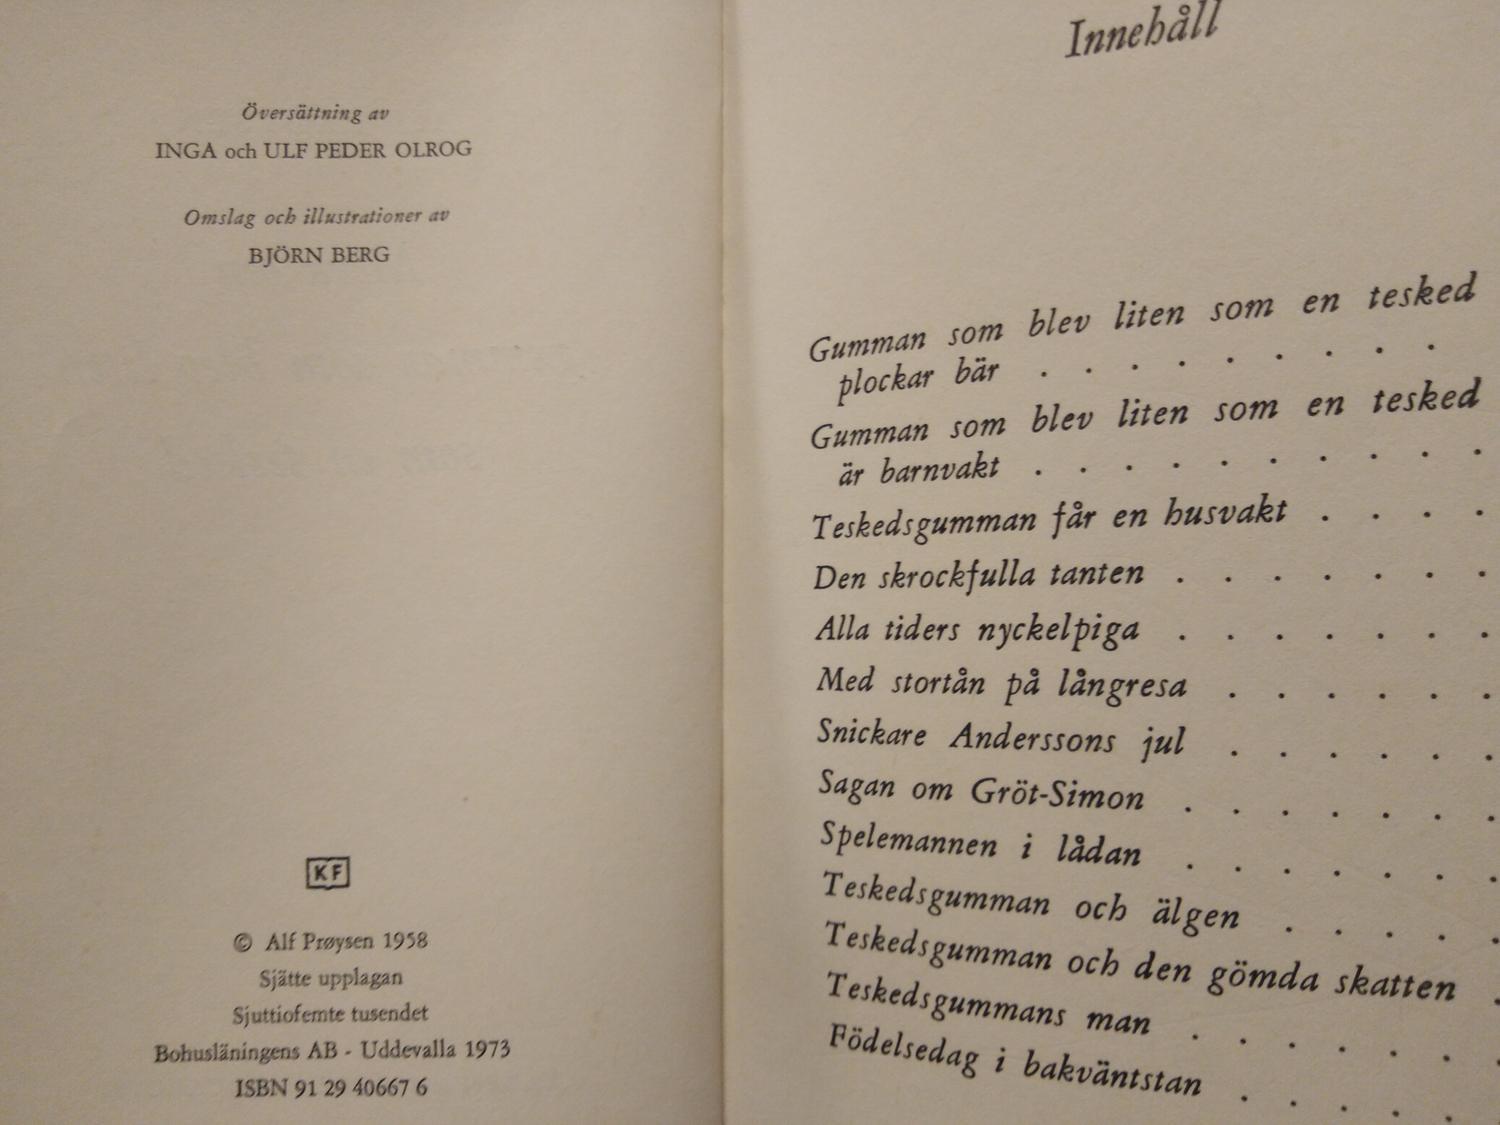 Översättning av
INGA och ULF PEDER OLROG
Omslag och illustrationer av
BJÖRN BERG
KF
© Alf Prøysen 1958
Sjätte upplagan
Sjuttiofemte tusendet
Bohusläningens AB - Uddevalla 1973
ISBN 91 29 40667 6
Innehåll
Gumman som blev liten som en tesked
plockar bär . . . . . . . . .
Gumman som blev liten som en tesked
är barnvakt . . . . . . . . . .
Teskedsgumman får en husvakt . . . .
Den skrockfulla tanten . . . . . . .
Alla tiders nyckelpiga . . . . . . .
Med stortån på långresa . . . . . .
Snickare Anderssons jul . . . . . .
Sagan om Gröt-Simon . . . . . . .
Spelemannen i lådan . . . . . . .
Teskedsgumman och älgen . . . . .
Teskedsgumman och den gömda skatten .
Teskedsgummans man . . . . . . .
Födelsedag i bakväntstan . . . . .